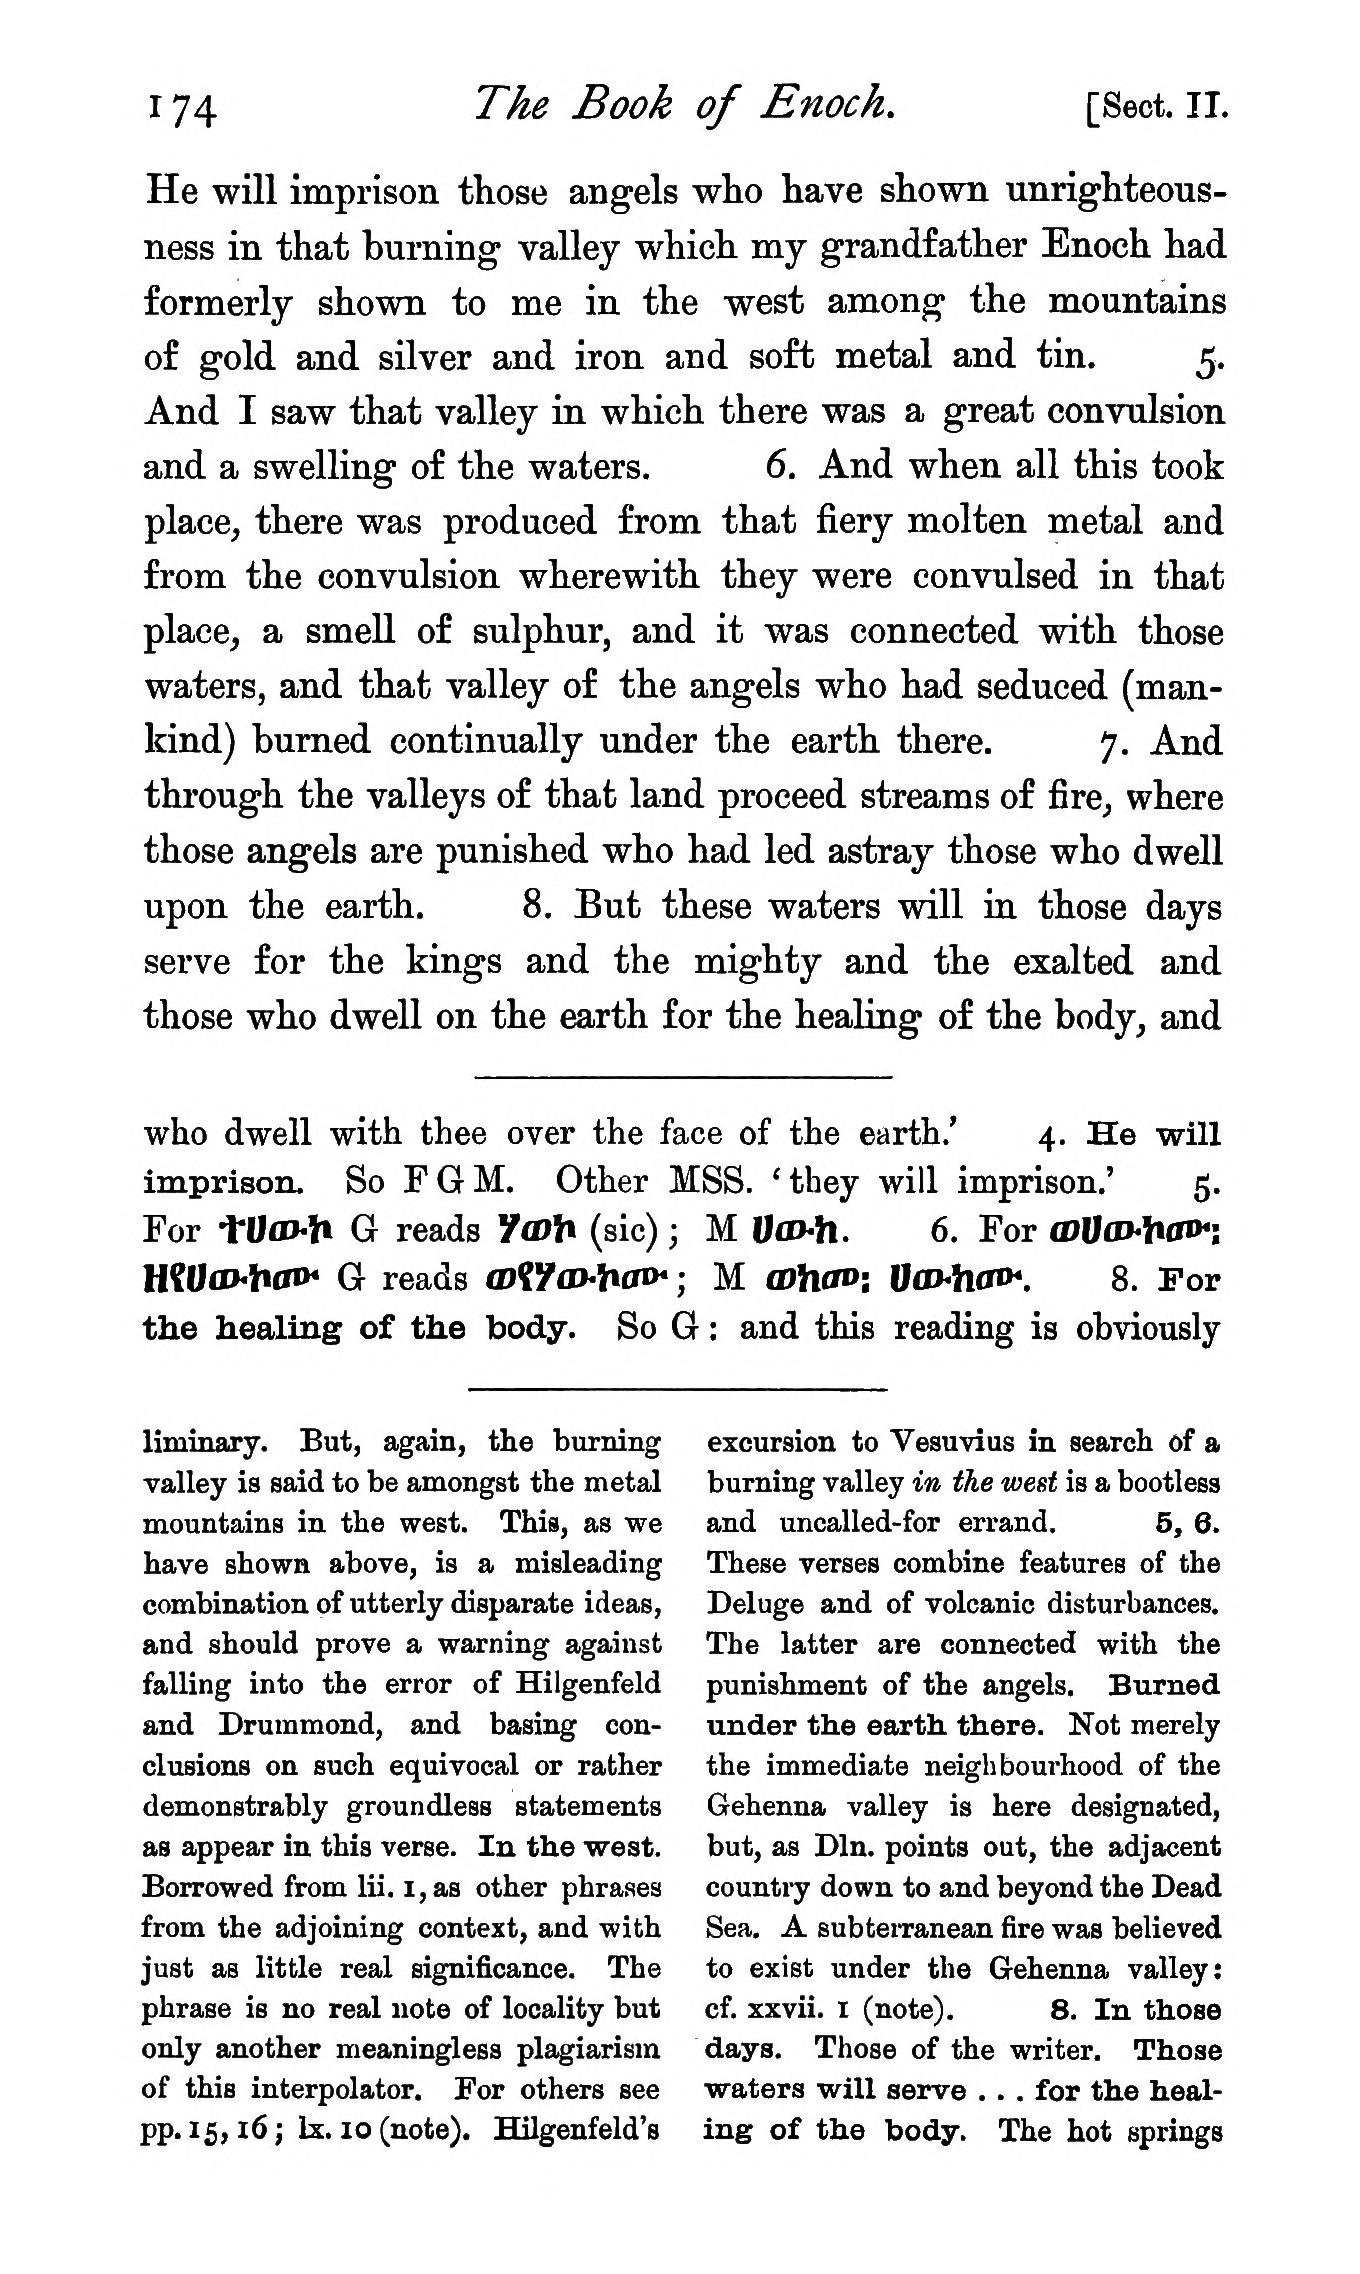 174 The Book of Enoch. [Sect. II.
He will imprison those angels who have shown unrighteous-
ness in that burning valley which my grandfather Enoch had
formerly shown to me in the west among the mountains
of gold and silver and iron and soft metal and tin. 5.
And I saw that valley in which there was a great convulsion
and a swelling of the waters. 6. And when all this took
place, there was produced from that fiery molten metal and
from the convulsion wherewith they were convulsed in that
place, a smell of sulphur, and it was connected with those
waters, and that valley of the angels who had seduced (man-
kind) burned continually under the earth there. 7. And
through the valleys of that land proceed streams of fire, where
those angels are punished who had led astray those who dwell
upon the earth. 8. But these waters will in those days
serve for the kings and the mighty and the exalted and
those who dwell on the earth for the healing of the body, and
who dwell with thee over the face of the earth.’ 4. He will
imprison. So F G M. Other MSS. ‘they will imprison.’ 5.
For ትሀውክ G reads ሃወከ (sic); M ሀውከ. 6. For ወሀውከሙ፡
ዘየሀውከሙ G reads ወየሃውከሙ; M ወከመ፡ ሀውከሙ. 8. For
the healing of the body. So G: and this reading is obviously
liminary. But, again, the burning
valley is said to be amongst the metal
mountains in the west. This, as we
have shown above, is a misleading
combination of utterly disparate ideas,
and should prove a warning against
falling into the error of Hilgenfeld
and Drummond, and basing con-
clusions on such equivocal or rather
demonstrably groundless statements
as appear in this verse. In the west.
Borrowed from lii. 1, as other phrases
from the adjoining context, and with
just as little real significance. The
phrase is no real note of locality but
only another meaningless plagiarism
of this interpolator. For others see
pp. 15, 16; lx. 10 (note). Hilgenfeld's
excursion to Vesuvius in search of a
burning valley in the west is a bootless
and uncalled-for errand. 5, 6.
These verses combine features of the
Deluge and of volcanic disturbances.
The latter are connected with the
punishment of the angels. Burned
under the earth there. Not merely
the immediate neighbourhood of the
Gehenna valley is here designated,
but, as Dln. points out, the adjacent
country down to and beyond the Dead
Sea. A subterranean fire was believed
to exist under the Gehenna valley:
cf. xxvii. 1 (note). 8. In those
days. Those of the writer. Those
waters will serve . . . for the heal-
ing of the body. The hot springs